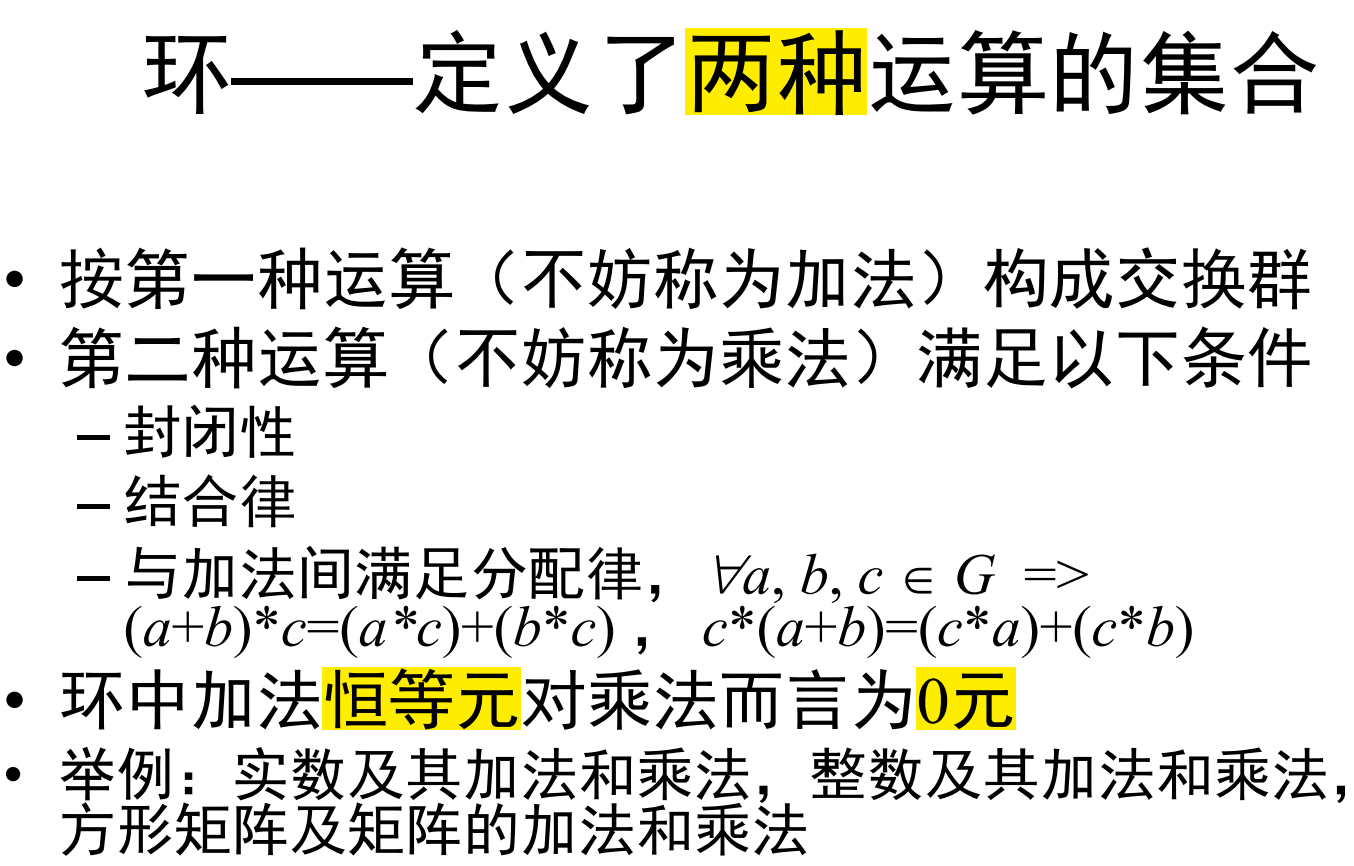 环——定义了两种运算的集合
• 按第一种运算（不妨称为加法）构成交换群
• 第二种运算（不妨称为乘法）满足以下条件
– 封闭性
– 结合律
– 与加法间满足分配律， ∀a, b, c ∈ G =>
(a+b)*c=(a*c)+(b*c) ， c*(a+b)=(c*a)+(c*b)
• 环中加法恒等元对乘法而言为0元
• 举例：实数及其加法和乘法，整数及其加法和乘法，
方形矩阵及矩阵的加法和乘法